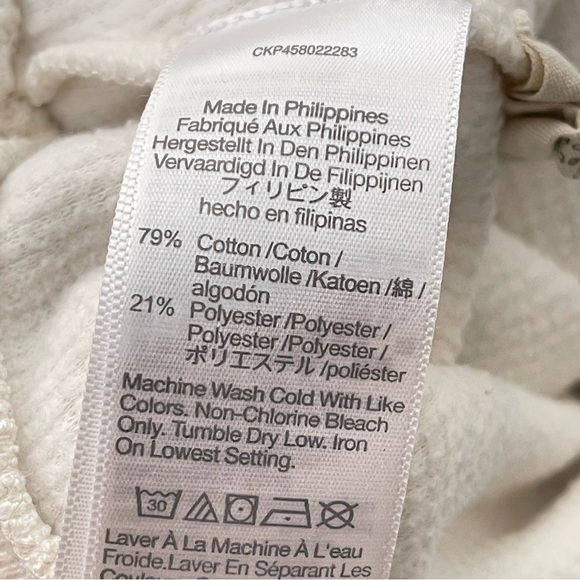 CKP458022283
Made In Philippines
Fabriqué Aux Philippines
Hergestellt In Den Philippinen
Vervaardigd In De Filippijnen
フィリピン製
hecho en filipinas
79% Cotton /Coton /
Baumwolle /Katoen /綿 /
algodón
21% Polyester /Polyester /
Polyester /Polyester /
ポリエステル /poliéster
Machine Wash Cold With Like
Colors. Non-Chlorine Bleach
Only. Tumble Dry Low. Iron
On Lowest Setting.
30
Laver À La Machine À L'eau
Froide.Laver En Séparant Les